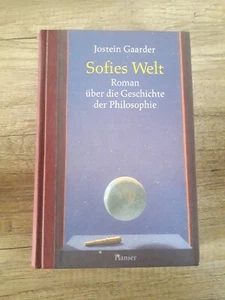 Jostein Gaarder
Sofies Welt
Roman
über die Geschichte
der Philosophie
Hanser